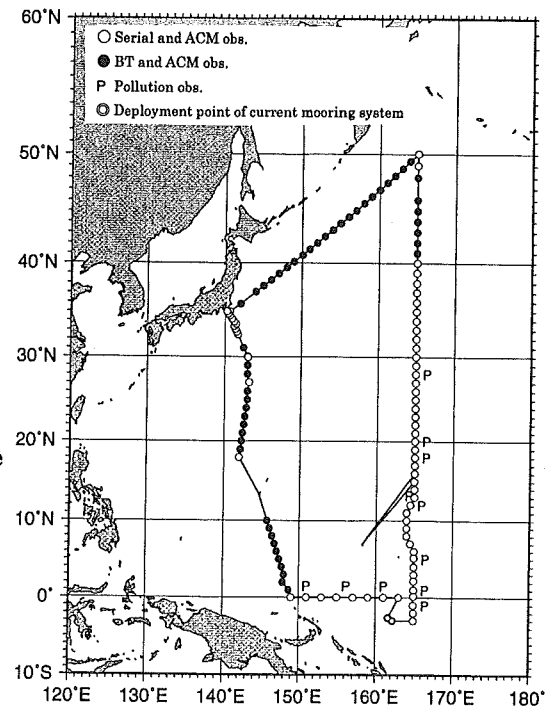 60°N
○ Serial and ACM obs.
● BT and ACM obs.
P Pollution obs.
◎ Deployment point of current mooring system
50°N
40°N
30°N
P
20°N
P
P
e
10°N
P
P
0°
P P P P
P
10°S
120°E 130°E 140°E 150°E 160°E 170°E 180°